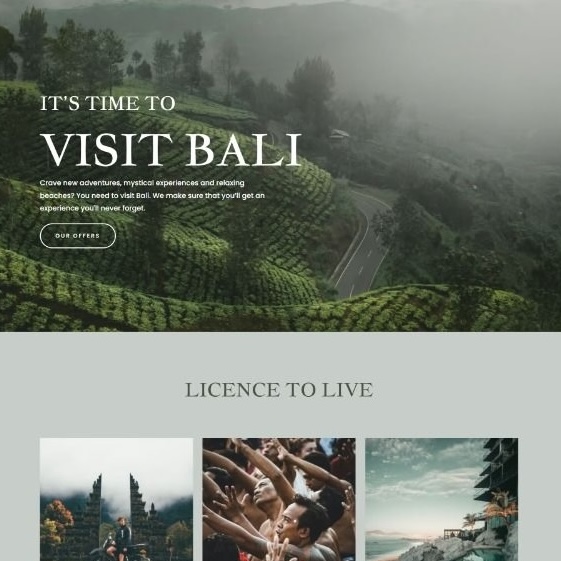 IT'S TIME TO
VISIT BALI
Crave new adventures, mystical experiences and relaxing
beaches? You need to visit Bali. We make sure that you'll get an
experience you'll never forget.
OUR OFFERS
LICENCE TO LIVE